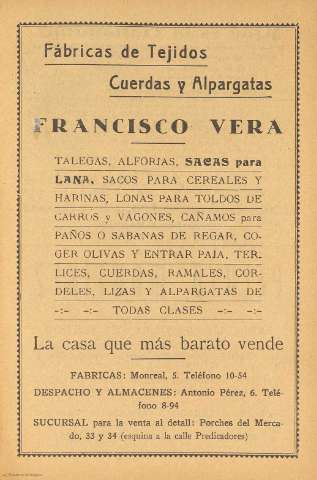 Fábricas de Tejidos
Cuerdas y Alpargatas
FRANCISCO VERA
TALEGAS, ALFORJAS, SACAS para
LANA, SACOS PARA CEREALES Y
HARINAS, LONAS PARA TOLDOS DE
CARROS y VAGONES, CAÑAMOS para
PAÑOS O SABANAS DE REGAR, CO-
GER OLIVAS Y ENTRAR PAJA, TER-
LICES, CUERDAS, RAMALES, COR-
DELES, LIZAS Y ALPARGATAS DE
-:- -:- TODAS CLASES -:- -:-
La casa que más barato vende
FABRICAS: Monreal, 5. Teléfono 10-54
DESPACHO Y ALMACENES: Antonio Pérez, 6. Telé-
fono 8-94
SUCURSAL para la venta al detall: Porches del Merca-
do, 33 y 34 (esquina a la calle Predicadores)